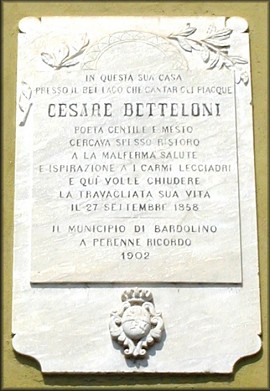 IN QUESTA SUA CASA
PRESSO IL BEL LAGO CHE CANTAR GLI PIACQUE
CESARE BETTELONI
POETA GENTILE E MESTO
CERCAVA SPESSO RISTORO
A LA MALFERMA SALUTE
E ISPIRAZIONE A I CARMI LEGGIADRI
E QUI VOLLE CHIUDERE
LA TRAVAGLIATA SUA VITA
IL 27 SETTEMBRE 1858
IL MUNICIPIO DI BARDOLINO
A PERENNE RICORDO
1902